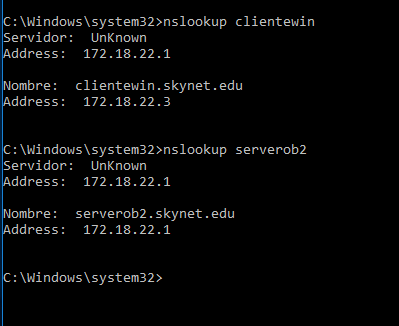 C:\Windows\system32>nslookup clientewin
Servidor:  UnKnown
Address:  172.18.22.1
Nombre:  clientewin.skynet.edu
Address:  172.18.22.3
C:\Windows\system32>nslookup serverob2
Servidor:  UnKnown
Address:  172.18.22.1
Nombre:  serverob2.skynet.edu
Address:  172.18.22.1
C:\Windows\system32>